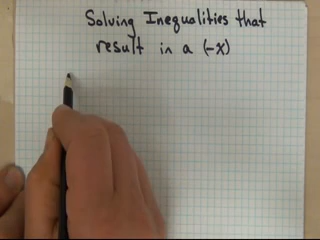 Solving Inequalities that
result in a (-x)